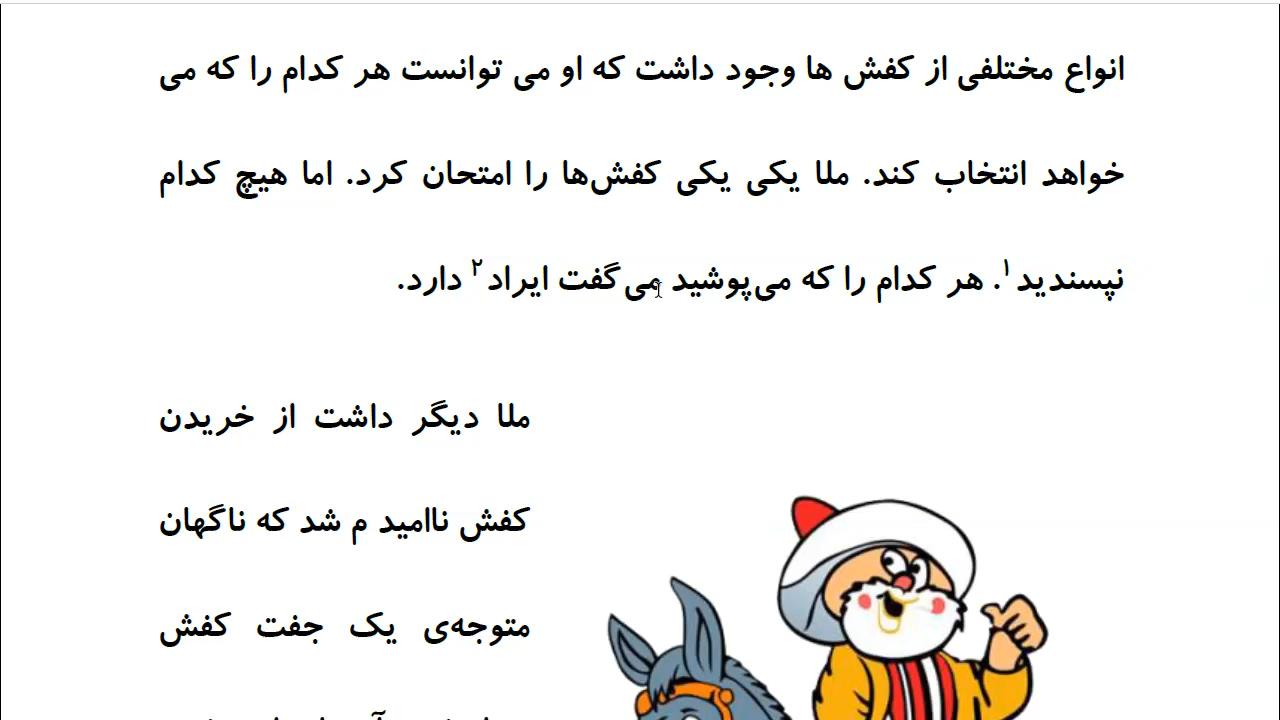 انواع مختلفی از کفش ها وجود داشت که او می توانست هر کدام را که می
خواهد انتخاب کند. ملا یکی یکی کفش‌ها را امتحان کرد. اما هیچ کدام
نپسندید۱. هر کدام را که می‌پوشید می‌گفت ایراد۲ دارد.
ملا دیگر داشت از خریدن
کفش ناامید م شد که ناگهان
متوجه‌ی یک جفت کفش